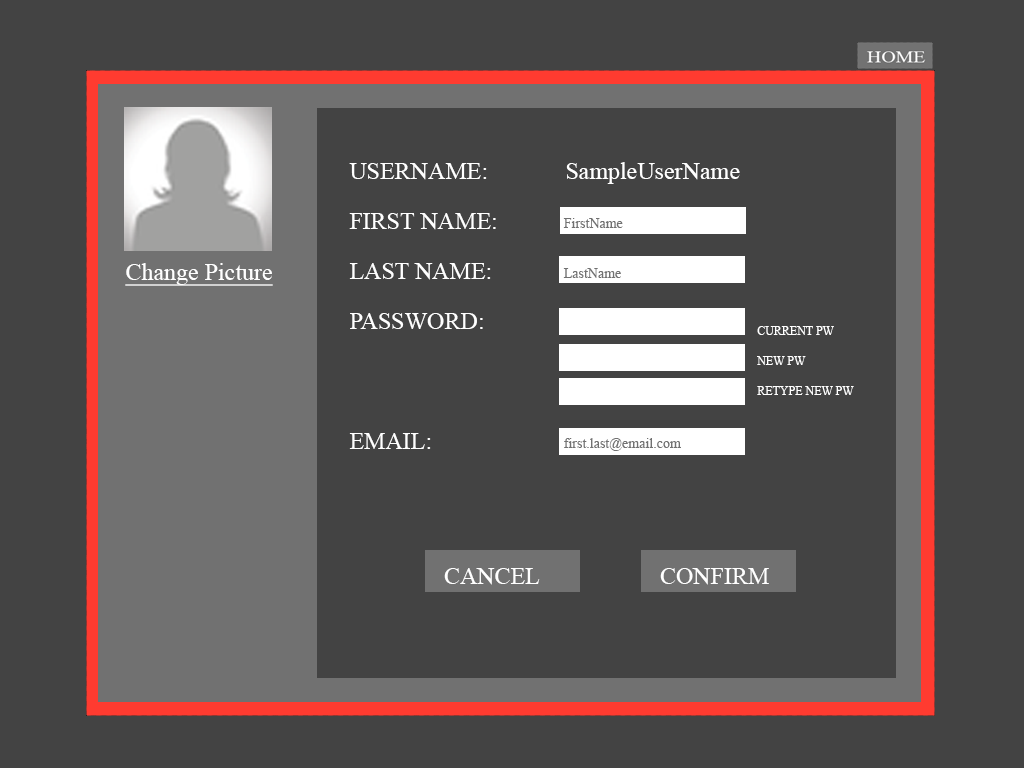 HOME
Change Picture
USERNAME: SampleUserName
FIRST NAME: FirstName
LAST NAME: LastName
PASSWORD: CURRENT PW
NEW PW
RETYPE NEW PW
EMAIL: first.last@email.com
CANCEL CONFIRM